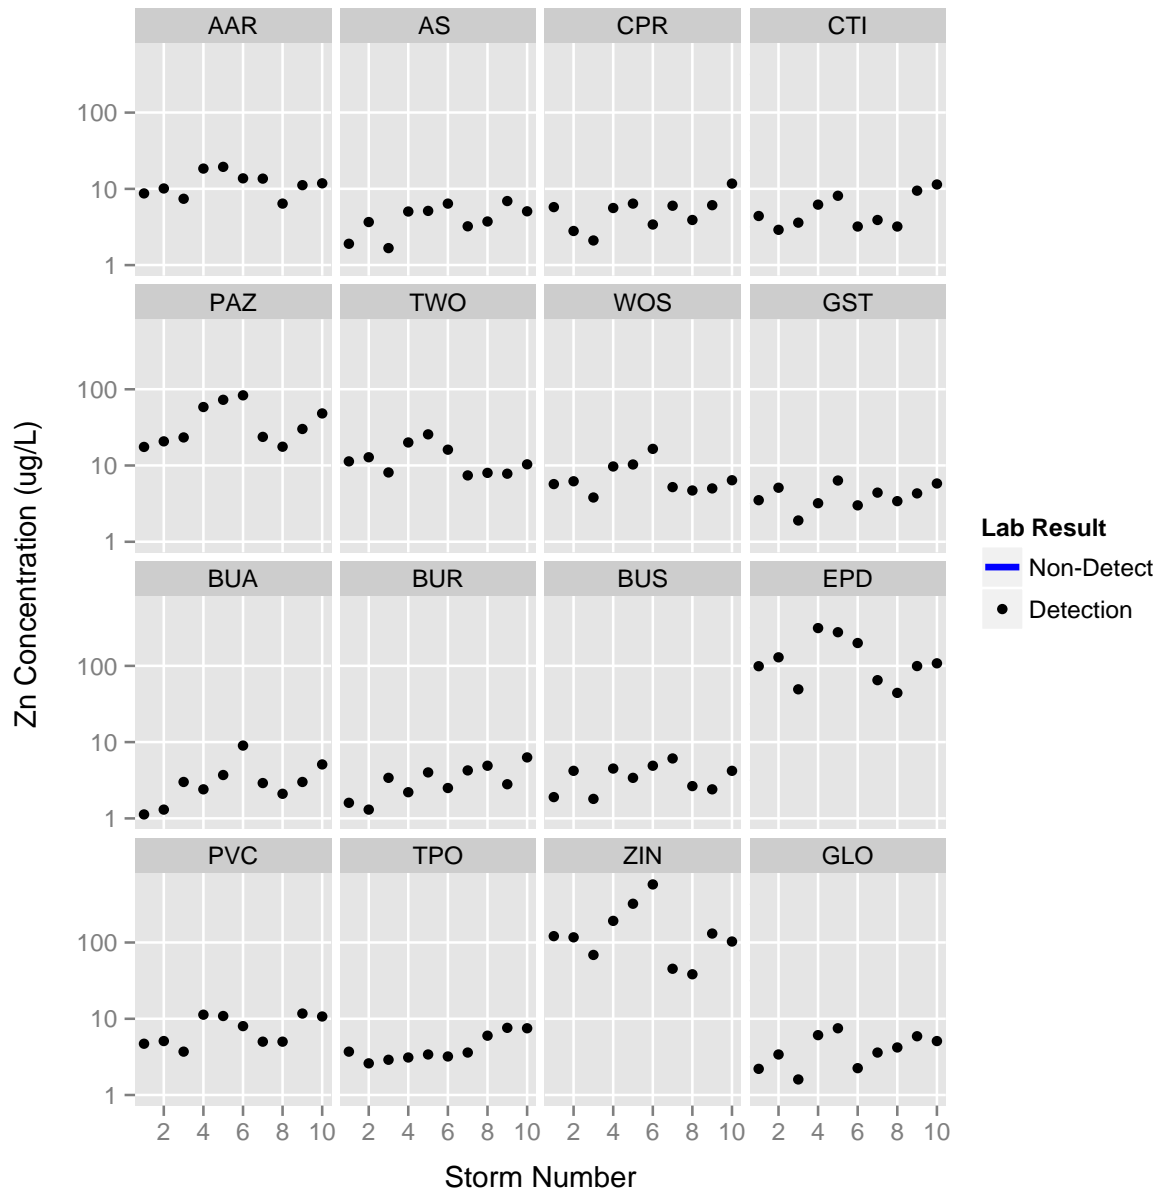 AAR AS CPR CTI
100
10
1
PAZ TWO WOS GST
100
10
1
BUA BUR BUS EPD
100
10
1
PVC TPO ZIN GLO
100
10
1
2 4 6 8 10 2 4 6 8 10 2 4 6 8 10 2 4 6 8 10
Storm Number
Zn Concentration (ug/L)
Lab Result
Non-Detect
Detection